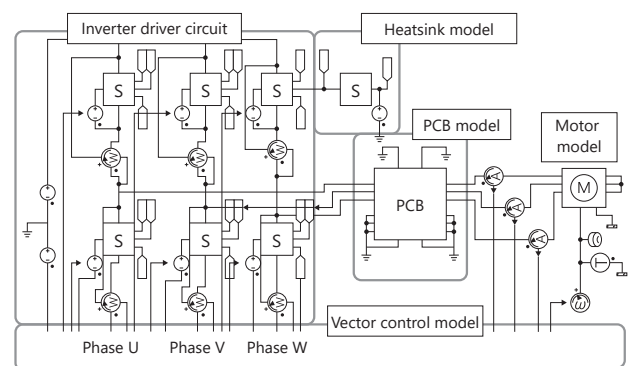 Inverter driver circuit
Heatsink model
S
S
S
S
PCB model
Motor
model
W
W
W
PCB
A
A
A
M
S
S
S
T
W
W
W
ω
Vector control model
Phase U
Phase V
Phase W